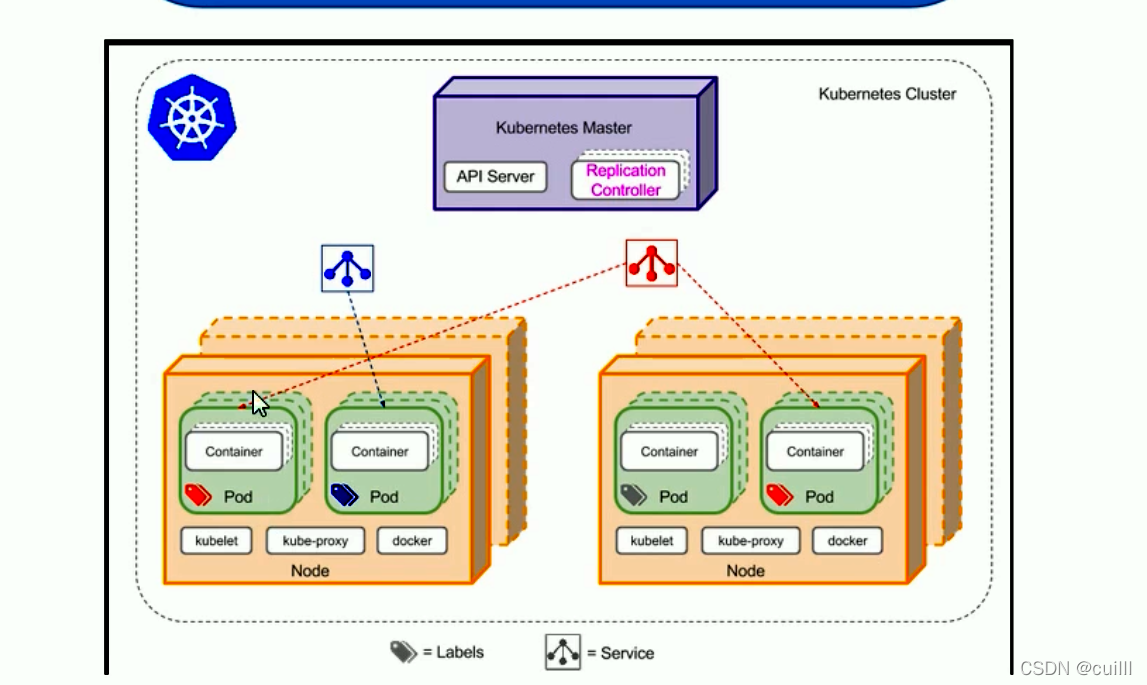 Kubernetes Cluster
Kubernetes Master
API Server
Replication
Controller
Container
Container
Container
Container
Pod
Pod
Pod
Pod
kubelet
kube-proxy
docker
kubelet
kube-proxy
docker
Node
Node
= Labels
= Service
CSDN @cuilll